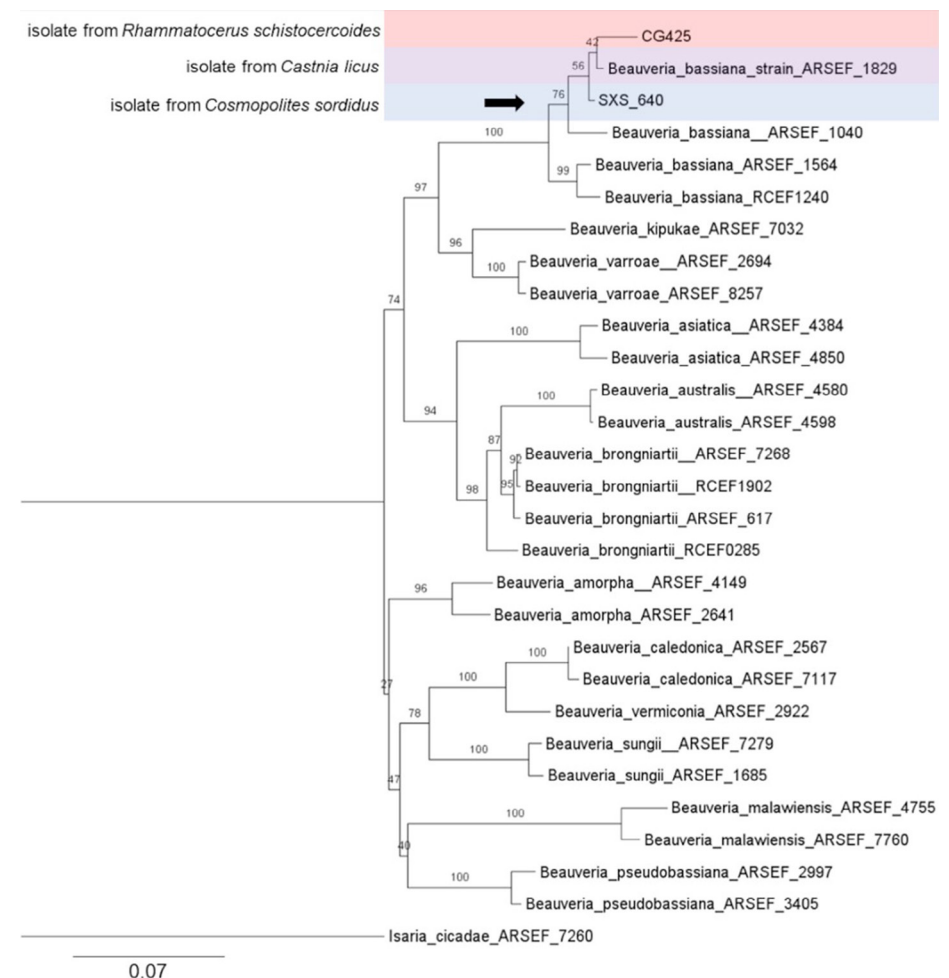 isolate from Rhammatocerus schistocercoides
CG425
42
isolate from Castnia licus
56
Beauveria_bassiana_strain_ARSEF_1829
isolate from Cosmopolites sordidus
76
SXS_640
100
Beauveria_bassiana__ARSEF_1040
99
Beauveria_bassiana_ARSEF_1564
Beauveria_bassiana_RCEF1240
97
96
Beauveria_kipukae_ARSEF_7032
100
Beauveria_varroae__ARSEF_2694
Beauveria_varroae_ARSEF_8257
74
100
Beauveria_asiatica__ARSEF_4384
Beauveria_asiatica_ARSEF_4850
94
100
Beauveria_australis__ARSEF_4580
Beauveria_australis_ARSEF_4598
87
92
Beauveria_brongniartii__ARSEF_7268
98
95
Beauveria_brongniartii__RCEF1902
Beauveria_brongniartii_ARSEF_617
Beauveria_brongniartii_RCEF0285
96
Beauveria_amorpha__ARSEF_4149
Beauveria_amorpha_ARSEF_2641
100
Beauveria_caledonica_ARSEF_2567
27
100
Beauveria_caledonica_ARSEF_7117
78
Beauveria_vermiconia_ARSEF_2922
100
Beauveria_sungii__ARSEF_7279
47
Beauveria_sungii_ARSEF_1685
100
Beauveria_malawiensis_ARSEF_4755
40
Beauveria_malawiensis_ARSEF_7760
100
Beauveria_pseudobassiana_ARSEF_2997
Beauveria_pseudobassiana_ARSEF_3405
Isaria_cicadae_ARSEF_7260
0.07